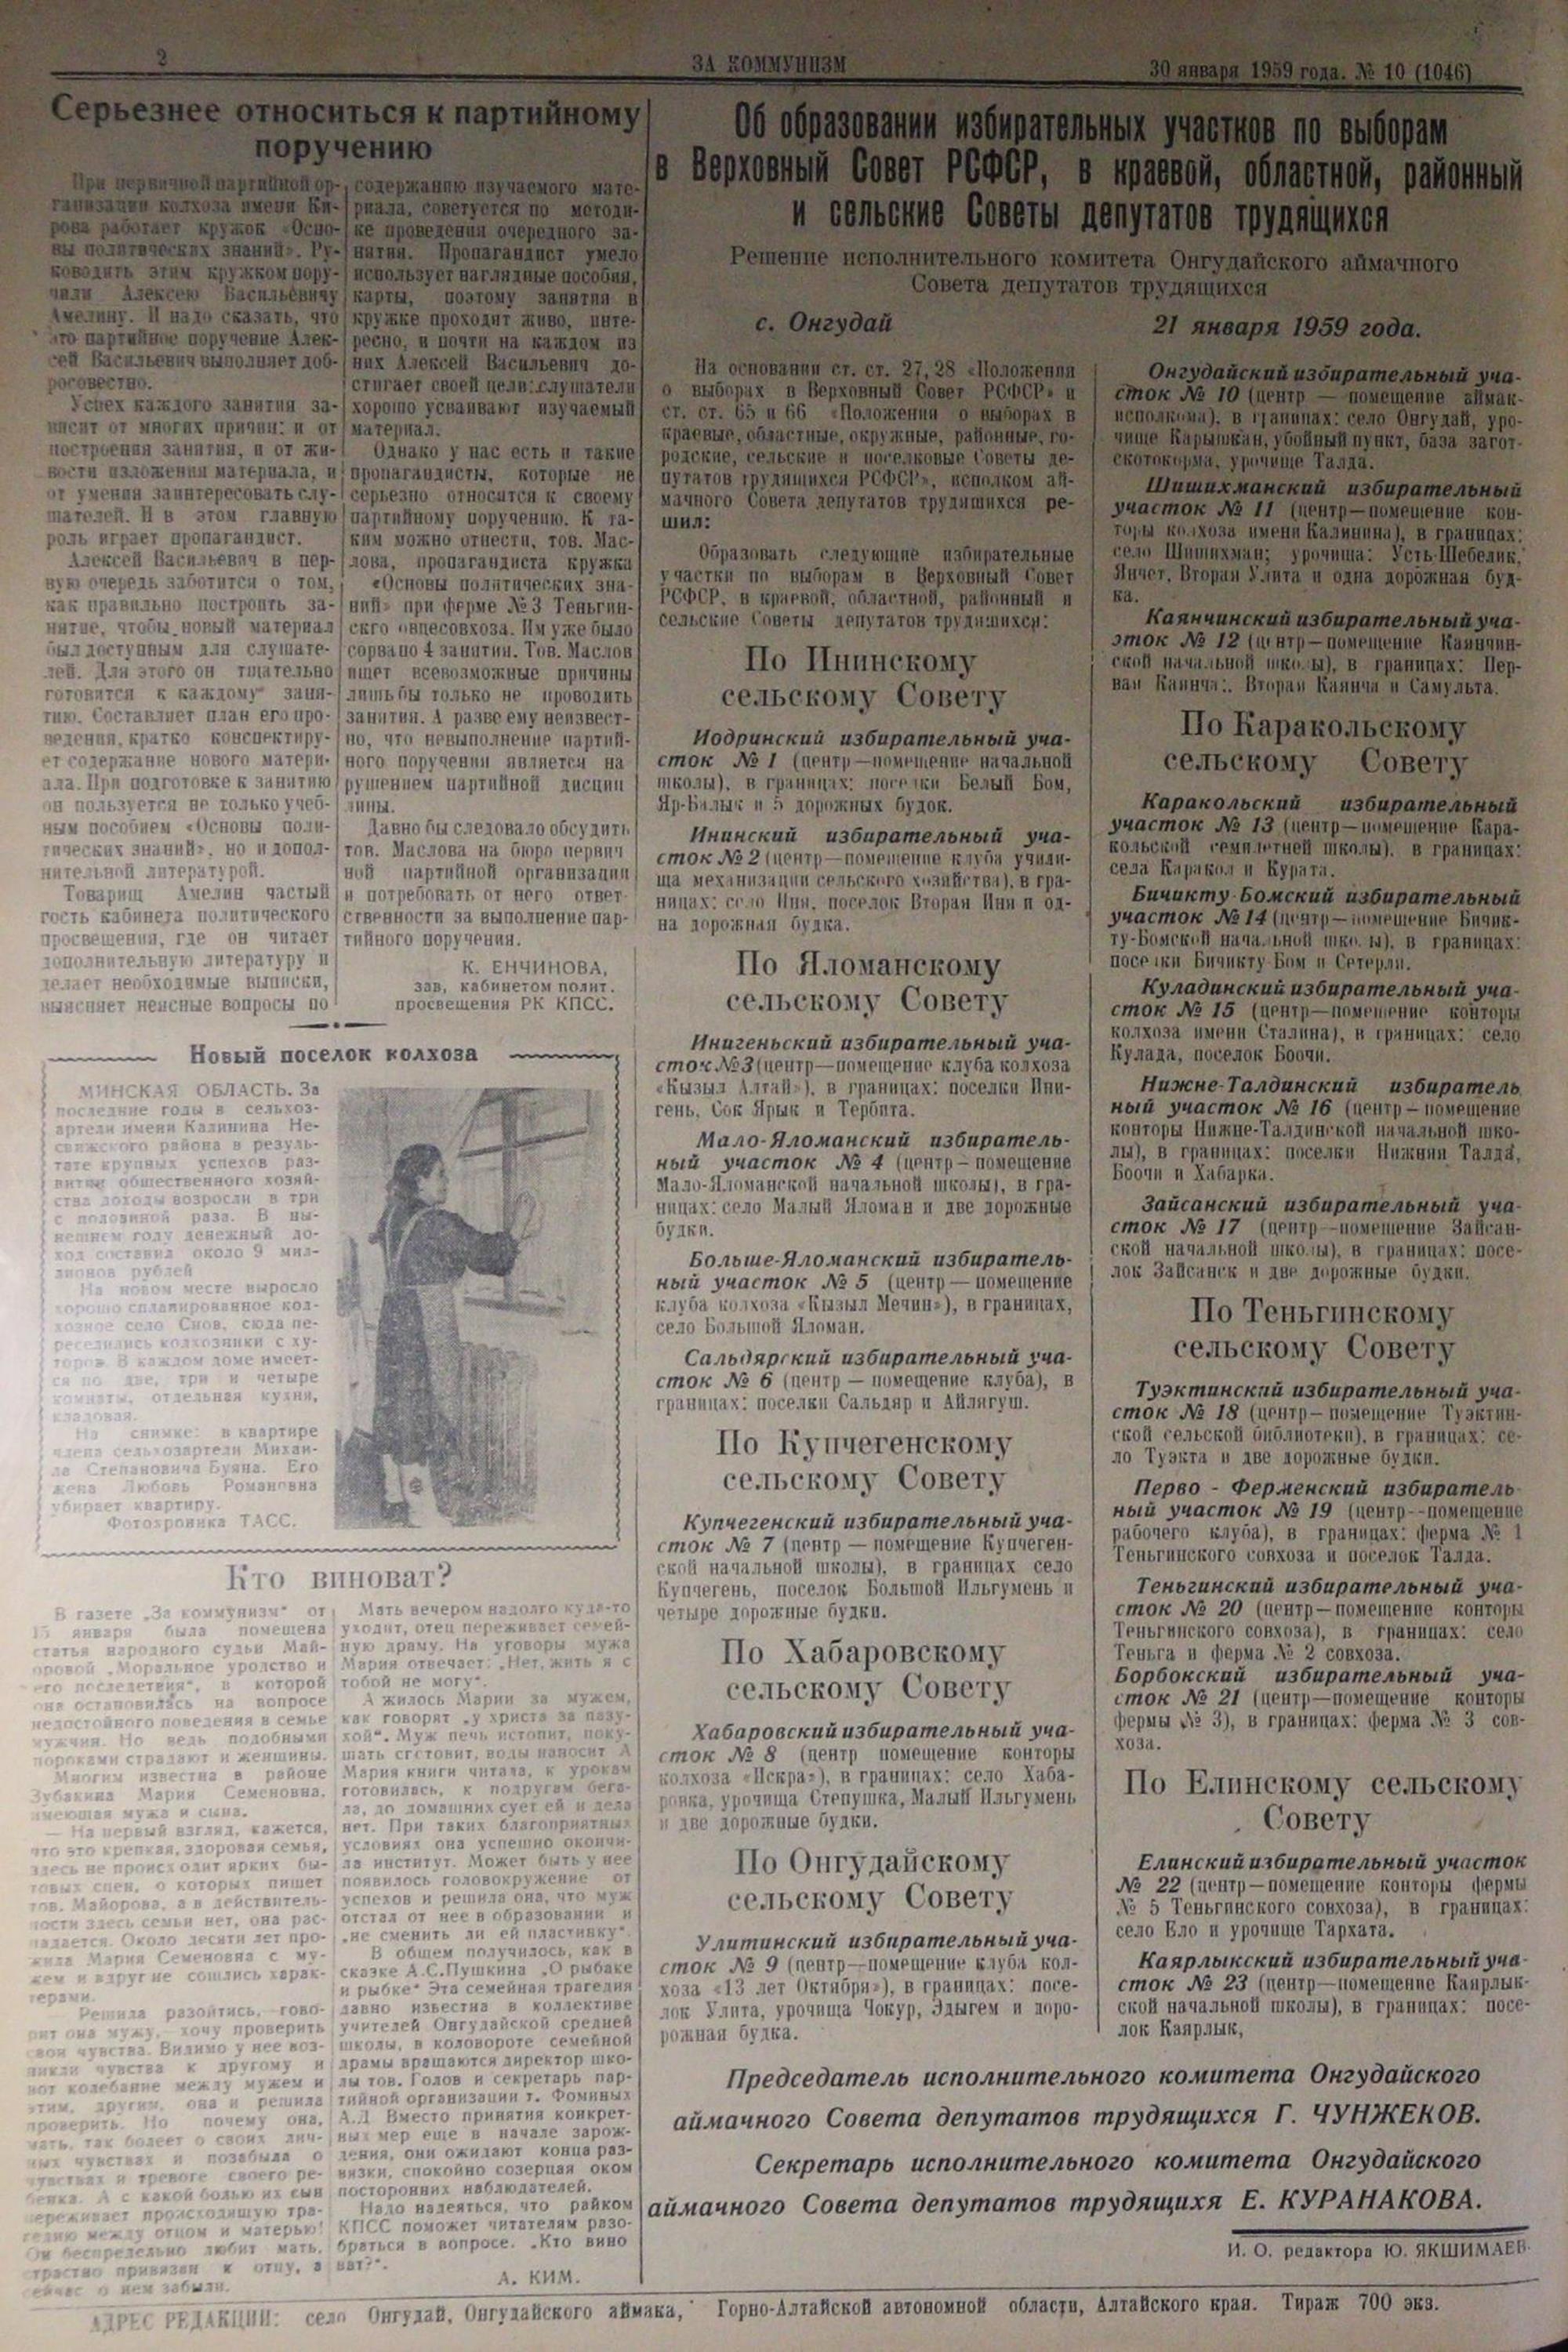 2
ЗА КОММУНИЗМ
30 января 1959 года. № 10 (1046)
Серьезнее относиться к партийному
поручению
При первичной партийной ор-
ганизации колхоза имени Ки-
рова работает кружок «Осно-
вы политических знаний». Ру-
ководить этим кружком пору-
чили Алексею Васильевичу
Амелину. И надо сказать, что
это партийное поручение Алек-
сей Васильевич выполняет доб-
росовестно.
Успех каждого занятия за-
висит от многих причин: и от
построения занятия, и от жи-
вости изложения материала, и
от умения заинтересовать слу-
шателей. И в этом главную
роль играет пропагандист.
Алексей Васильевич в пер-
вую очередь заботится о том,
как правильно построить за-
нятие, чтобы новый материал
был доступным для слушате-
лей. Для этого он тщательно
готовится к каждому заня-
тию. Составляет план его про-
ведения, кратко конспектиру-
ет содержание нового матери-
ала. При подготовке к занятию
он пользуется не только учеб-
ным пособием «Основы поли-
тических знаний», но и допол-
нительной литературой.
Товарищ Амелин частый
гость кабинета политического
просвещения, где он читает
дополнительную литературу и
делает необходимые выписки,
выясняет неясные вопросы по
содержанию изучаемого мате-
риала, советуется по методи-
ке проведения очередного за-
нятия. Пропагандист умело
использует наглядные пособия,
карты, поэтому занятия в
кружке проходят живо, инте-
ресно, и почти на каждом из
них Алексей Васильевич до-
стигает своей цели: слушатели
хорошо усваивают изучаемый
материал.
Однако у нас есть и такие
пропагандисты, которые не
серьезно относятся к своему
партийному поручению. К та-
ким можно отнести, тов. Мас-
лова, пропагандиста кружка
«Основы политических зна-
ний» при ферме № 3 Теньгин-
скго овцесовхоза. Им уже было
сорвано 4 занятия. Тов. Маслов
ищет всевозможные причины
лишь бы только не проводить
занятия. А разве ему неизвест-
но, что невыполнение партий-
ного поручения является на
рушением партийной дисцип
лины.
Давно бы следовало обсудить
тов. Маслова на бюро первич
ной партийной организации
и потребовать от него ответ
ственности за выполнение пар-
тийного поручения.
К. ЕНЧИНОВА,
зав, кабинетом полит.
просвещения РК КПСС.
Новый поселок колхоза
МИНСКАЯ ОБЛАСТЬ. За
последние годы в сельхоз-
артели имени Калинина Не-
свижского района в резуль-
тате крупных успехов раз-
вития общественного хозяй-
ства доходы возросли в три
с половиной раза. В ны-
нешнем году денежный до-
ход составил около 9 мил-
лионов рублей
На новом месте выросло
хорошо спланированное кол-
хозное село Снов, сюда пе-
реселились колхозники с ху-
торов. В каждом доме имеет-
ся по две, три и четыре
комнаты, отдельная кухня,
кладовая.
На снимке: в квартире
члена сельхозартели Михаи-
ла Степановича Буяна. Его
жена Любовь Романовна
убирает квартиру.
Фотохроника ТАСС.
Кто виноват?
В газете „За коммунизм“ от
15 января была помещена
статья народного судьи Май-
оровой „Моральное уродство и
его последствия“, в которой
она остановилась на вопросе
недостойного поведения в семье
мужчин. Но ведь подобными
пороками страдают и женщины.
Многим известна в районе
Зубакина Мария Семеновна,
имеющая мужа и сына.
— На первый взгляд, кажется,
что это крепкая, здоровая семья,
здесь не происходит ярких бы-
товых сцен, о которых пишет
тов. Майорова, а в действитель-
ности здесь семьи нет, она рас-
падается. Около десяти лет про-
жила Мария Семеновна с му-
жем и вдруг не сошлись харак-
терами.
Решила разойтись, гово-
рит она мужу, хочу проверить
свои чувства. Видимо у нее воз-
никли чувства к другому и
вот колебание между мужем и
этим, другим, она и решила
проверить. Но почему она,
мать, так болеет о своих лич-
ных чувствах и позабыла о
чувствах и тревоге своего ре-
бенка. А с какой болью их сын
переживает происходящую тра-
гедию между отцом и матерью!
Он беспредельно любит мать,
страстно привязан к отцу, а
сейчас о нем забыли.
Мать вечером надолго куда-то
уходит, отец переживает семей-
ную драму. На уговоры мужа
Мария отвечает: „Нет, жить я с
тобой не могу“.
А жилось Марии за мужем,
как говорят „у христа за пазу-
хой“. Муж печь истопит, поку-
шать сготовит, воды наносит А
Мария книги читала, к урокам
готовилась, к подругам бега-
ла, до домашних сует ей и дела
нет. При таких благоприятных
условиях она успешно окончи-
ла институт. Может быть у нее
появилось головокружение от
успехов и решила она, что муж
отстал от нее в образовании и
„не сменить ли ей пластинку“.
В общем получилось, как в
сказке А.С.Пушкина „О рыбаке
и рыбке“ Эта семейная трагедия
давно известна в коллективе
учителей Онгудайской средней
школы, в коловороте семейной
драмы вращаются директор шко-
лы тов. Голов и секретарь пар-
тийной организации т. Фоминых
А.Д Вместо принятия конкрет-
ных мер еще в начале зарож-
дения, они ожидают конца раз-
вязки, спокойно созерцая оком
посторонних наблюдателей.
Надо надеяться, что райком
КПСС поможет читателям разо-
браться в вопросе. „Кто вино
ват?“.
А. КИМ.
Об образовании избирательных участков по выборам
в Верховный Совет РСФСР, в краевой, областной, районный
и сельские Советы депутатов трудящихся
Решение исполнительного комитета Онгудайского аймачного
Совета депутатов трудящихся
с. Онгудай
21 января 1959 года.
На основании ст. ст. 27, 28 «Положения
о выборах в Верховный Совет РСФСР» и
ст. ст. 65 и 66 «Положения о выборах в
краевые, областные, окружные, районные, го-
родские, сельские и поселковые Советы де-
путатов трудящихся РСФСР», исполком ай-
мачного Совета депутатов трудящихся ре-
шил:
Образовать следующие избирательные
участки по выборам в Верховный Совет
РСФСР, в краевой, областной, районный и
сельские Советы депутатов трудящихся:
По Ининскому
сельскому Совету
Иодринский избирательный уча-
сток № 1 (центр—помещение начальной
школы), в границах: поселки Белый Бом,
Яр-Балык и 5 дорожных будок.
Ининский избирательный уча-
сток № 2 (центр—помещение клуба учили-
ща механизации сельского хозяйства), в гра-
ницах: село Иня, поселок Вторая Иня и од-
на дорожная будка.
По Яломанскому
сельскому Совету
Инигеньский избирательный уча-
сток №3(центр—помещение клуба колхоза
«Кызыл Алтай»), в границах: поселки Ини-
гень, Сок Ярык и Тербита.
Мало-Яломанский избиратель-
ный участок № 4 (центр—помещение
Мало-Яломанской начальной школы), в гра-
ницах: село Малый Яломан и две дорожные
будки.
Больше-Яломанский избиратель-
ный участок № 5 (центр—помещение
клуба колхоза «Кызыл Мечин»), в границах,
село Большой Яломан.
Сальдярский избирательный уча-
сток № 6 (центр — помещение клуба), в
границах: поселки Сальдяр и Айлягуш.
По Купчегенскому
сельскому Совету
Купчегенский избирательный уча-
сток № 7 (центр — помещение Купчеген-
ской начальной школы), в границах село
Купчегень, поселок Большой Ильгумень и
четыре дорожные будки.
По Хабаровскому
сельскому Совету
Хабаровский избирательный уча-
сток № 8 (центр помещение конторы
колхоза «Искра»), в границах: село Хаба-
ровка, урочища Степушка, Малый Ильгумень
и две дорожные будки.
По Онгудайскому
сельскому Совету
Улитинский избирательный уча-
сток № 9 (центр—помещение клуба кол-
хоза «13 лет Октября»), в границах: посе-
лок Улита, урочища Чокур, Эдыгем и доро-
рожная будка.
Онгудайский избирательный уча-
сток № 10 (центр — помещение аймак-
исполкома), в границах: село Онгудай, уро-
чище Карышкан, убойный пункт, база загот-
скотокорма, урочище Талда.
Шишихманский избирательный
участок № 11 (центр—помещение кон-
торы колхоза имени Калинина), в границах:
село Шишихман; урочища: Усть-Шебелик,
Янчет, Вторая Улита и одна дорожная буд-
ка.
Каянчинский избирательный уча-
эток № 12 (центр—помещение Каянчин-
ской начальной школы), в границах: Пер-
вая Каянча:. Вторая Каянча и Самульта.
По Каракольскому
сельскому Совету
Каракольский избирательный
участок № 13 (центр—помещение Кара-
кольской семилетней школы), в границах:
села Каракол и Курата.
Бичикту-Бомский избирательный
участок № 14 (центр—помещение Бичик-
ту-Бомской начальной школы), в границах:
поселки Бичикту-Бом и Сетерли.
Куладинский избирательный уча-
сток № 15 (центр—помещение конторы
колхоза имени Сталина), в границах: село
Кулада, поселок Боочи.
Нижне-Талдинский избиратель
ный участок № 16 (центр—помещение
конторы Нижне-Талдинской начальной шко-
лы), в границах: поселки Нижняя Талда,
Боочи и Хабарка.
Зайсанский избирательный уча-
сток № 17 (центр—помещение Зайсан-
ской начальной школы), в границах: посе-
лок Зайсанск и две дорожные будки.
По Теньгинскому
сельскому Совету
Туэктинский избирательный уча-
сток № 18 (центр—помещение Туэктин-
ской сельской библиотеки), в границах: се-
ло Туэкта и две дорожные будки.
Перво - Ферменский избиратель
ный участок № 19 (центр--помещение
рабочего клуба), в границах: ферма № 1
Теньгинского совхоза и поселок Талда.
Теньгинский избирательный уча-
сток № 20 (центр—помещение конторы
Теньгинского совхоза), в границах: село
Теньга и ферма № 2 совхоза.
Борбокский избирательный уча-
сток № 21 (центр—помещение конторы
фермы № 3), в границах: ферма № 3 сов-
хоза.
По Елинскому сельскому
Совету
Елинский избирательный участок
№ 22 (центр—помещение конторы фермы
№ 5 Теньгинского совхоза), в границах:
село Ело и урочище Тархата.
Каярлыкский избирательный уча-
сток № 23 (центр—помещение Каярлык-
ской начальной школы), в границах: посе-
лок Каярлык,
Председатель исполнительного комитета Онгудайского
аймачного Совета депутатов трудящихся Г. ЧУНЖЕКОВ.
Секретарь исполнительного комитета Онгудайского
аймачного Совета депутатов трудящихя Е. КУРАНАКОВА.
И. О. редактора Ю. ЯКШИМАЕВ
АДРЕС РЕДАКЦИИ: село Онгудай, Онгудайского аймака, Горно-Алтайской автономной области, Алтайского края. Тираж 700 экз.